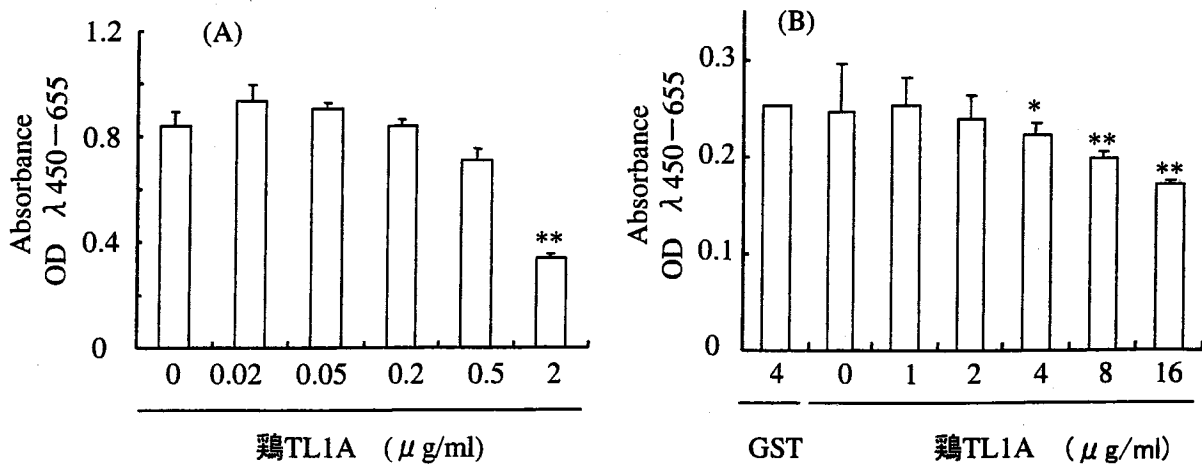 (A)
Absorbance
OD λ 450−655
1.2
0.8
0.4
0
**
0 0.02 0.05 0.2 0.5 2
鶏TL1A (μg/ml)
(B)
Absorbance
OD λ 450−655
0.3
0.2
0.1
0
*
**
**
4 0 1 2 4 8 16
GST 鶏TL1A (μg/ml)